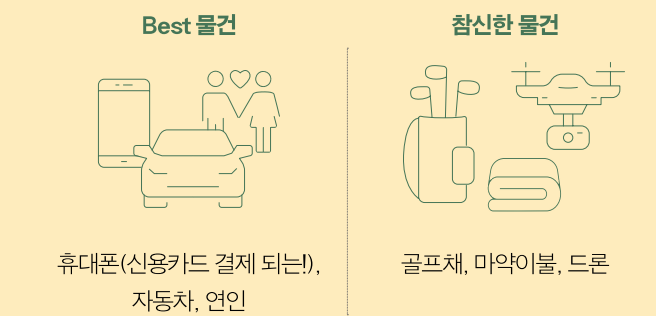 Best 물건
휴대폰(신용카드 결제 되는!),
자동차, 연인
참신한 물건
골프채, 마약이불, 드론